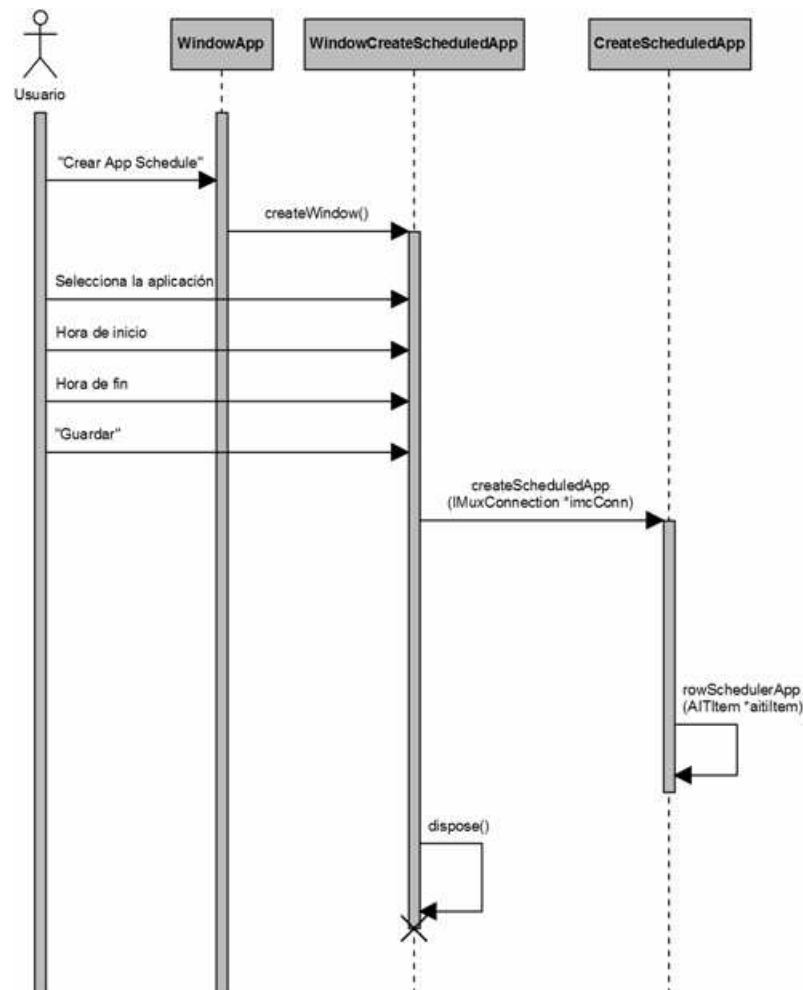 WindowApp
WindowCreateScheduledApp
CreateScheduledApp
Usuario
"Crear App Schedule"
createWindow()
Selecciona la aplicación
Hora de inicio
Hora de fin
"Guardar"
createScheduledApp
(IMuxConnection *imcConn)
rowSchedulerApp
(AITItem *aitiItem)
dispose()